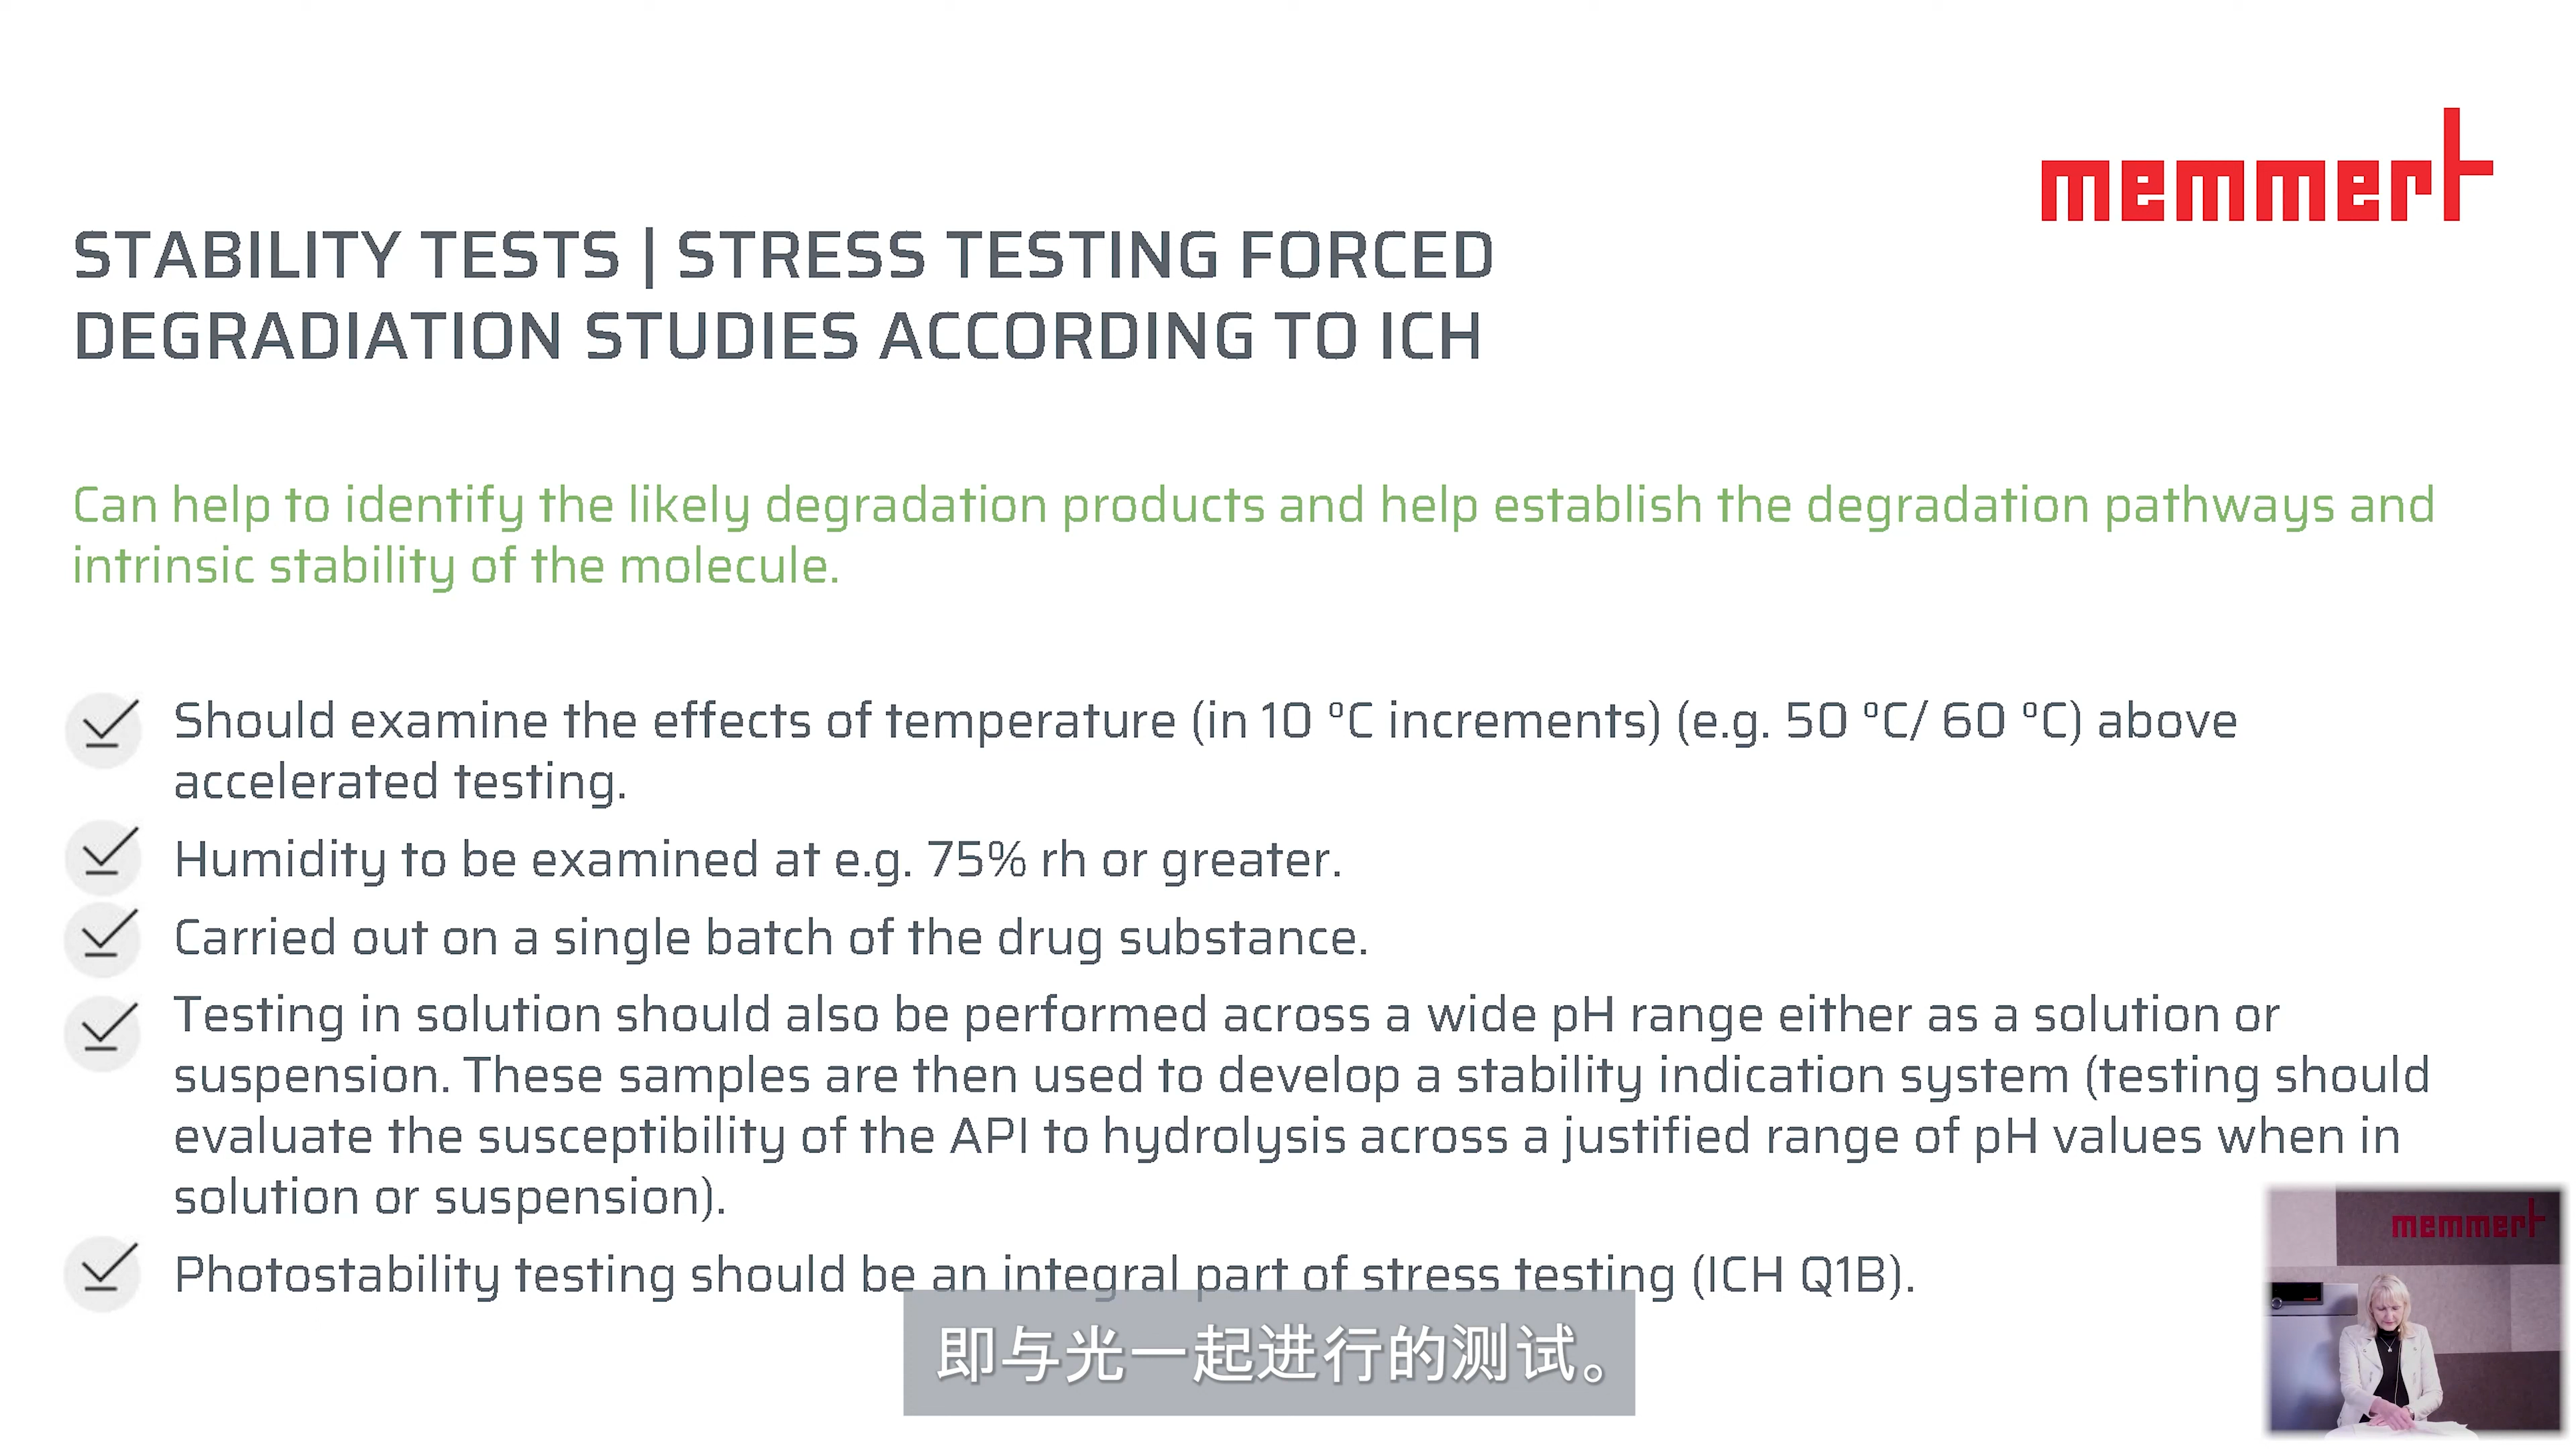 memmert
STABILITY TESTS | STRESS TESTING FORCED
DEGRADIATION STUDIES ACCORDING TO ICH
Can help to identify the likely degradation products and help establish the degradation pathways and
intrinsic stability of the molecule.
Should examine the effects of temperature (in 10 ºC increments) (e.g. 50 ºC/ 60 ºC) above
accelerated testing.
Humidity to be examined at e.g. 75% rh or greater.
Carried out on a single batch of the drug substance.
Testing in solution should also be performed across a wide pH range either as a solution or
suspension. These samples are then used to develop a stability indication system (testing should
evaluate the susceptibility of the API to hydrolysis across a justified range of pH values when in
solution or suspension).
Photostability testing should be an integral part of stress testing (ICH Q1B).
即与光一起进行的测试。
memmert